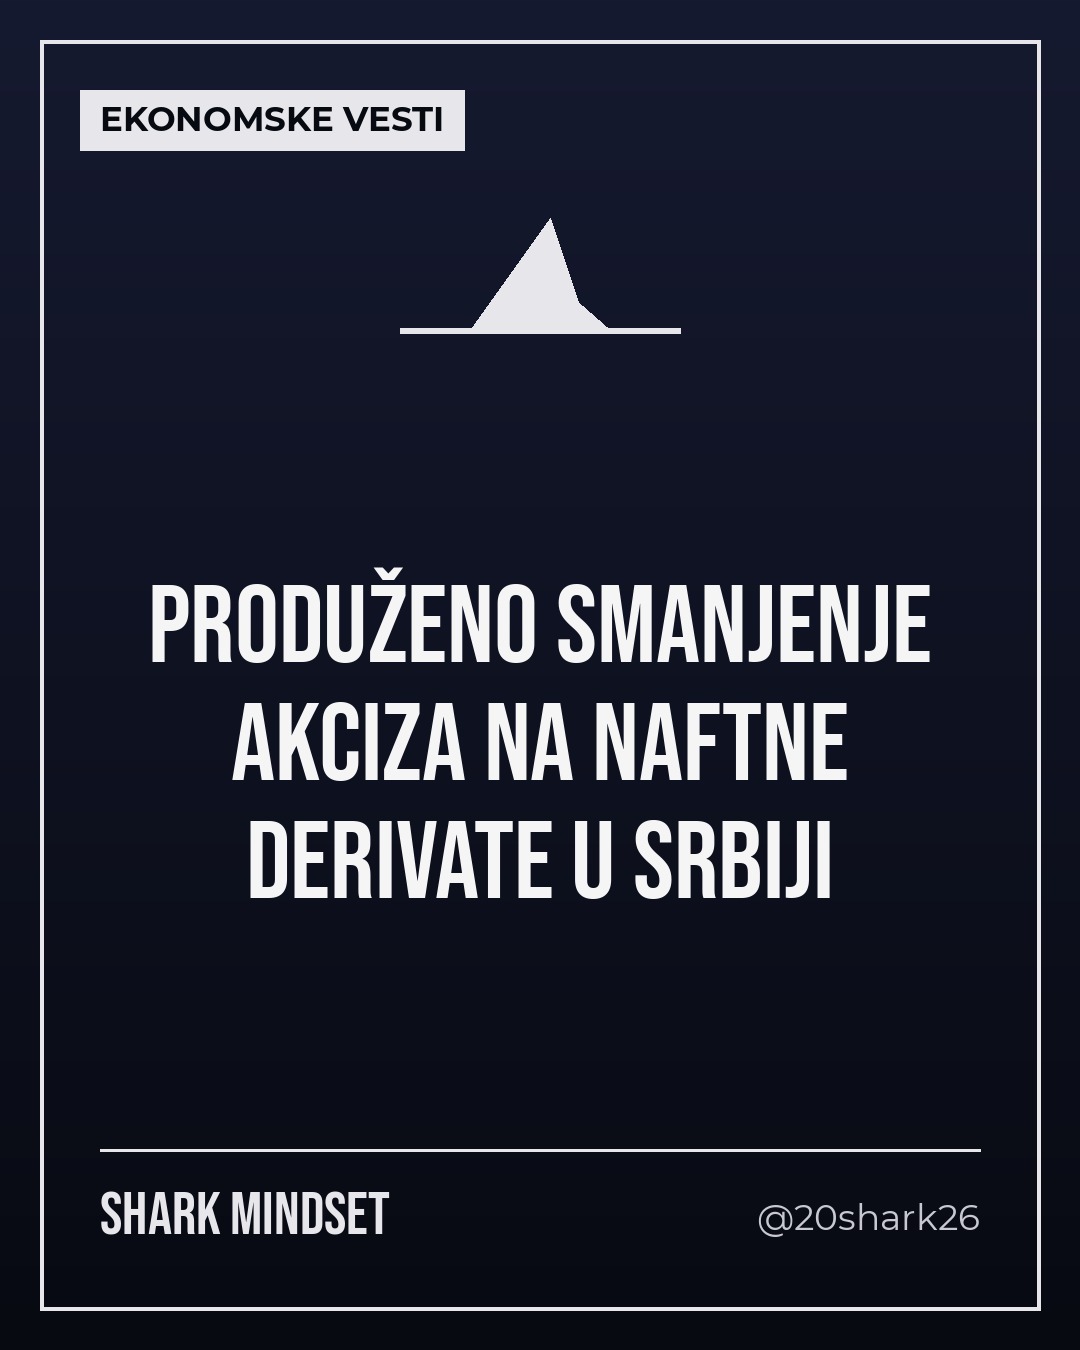 EKONOMSKE VESTI
PRODUŽENO SMANJENJE
AKCIZA NA NAFTNE
DERIVATE U SRBIJI
SHARK MINDSET
@20shark26